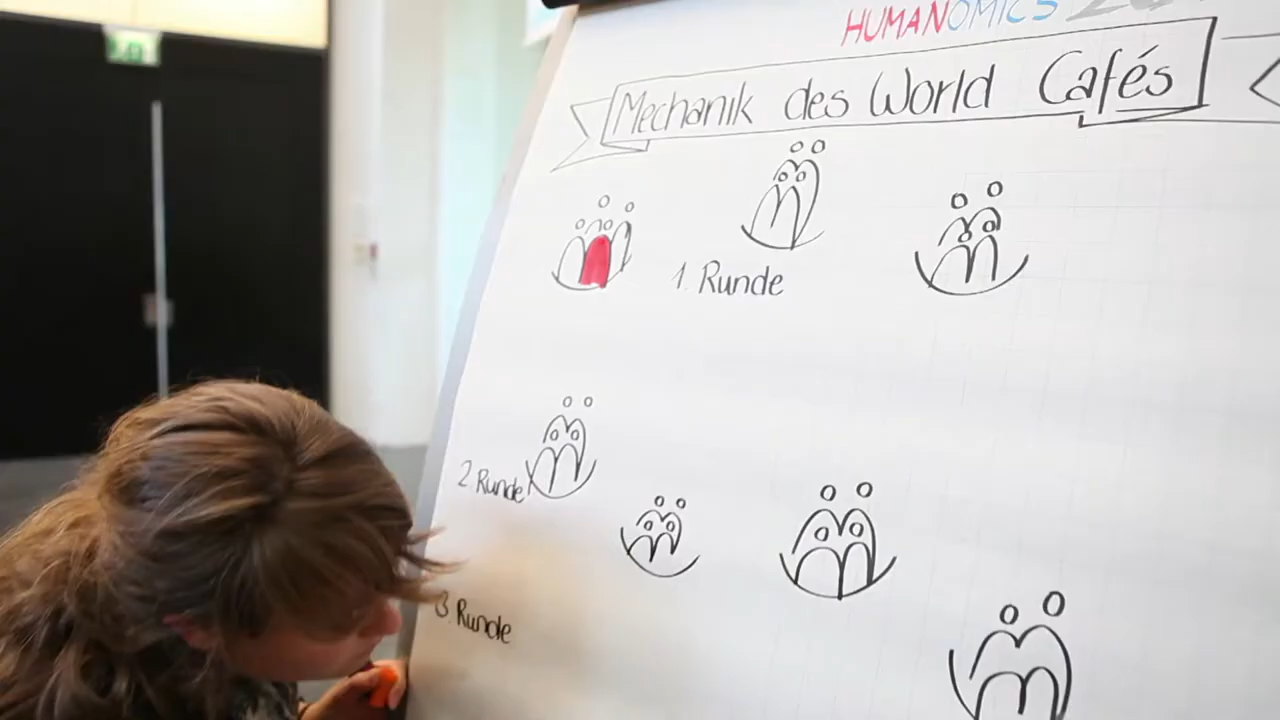 HUMANOMICS
Mechanik des World Cafés
1. Runde
2 Runde
3. Runde